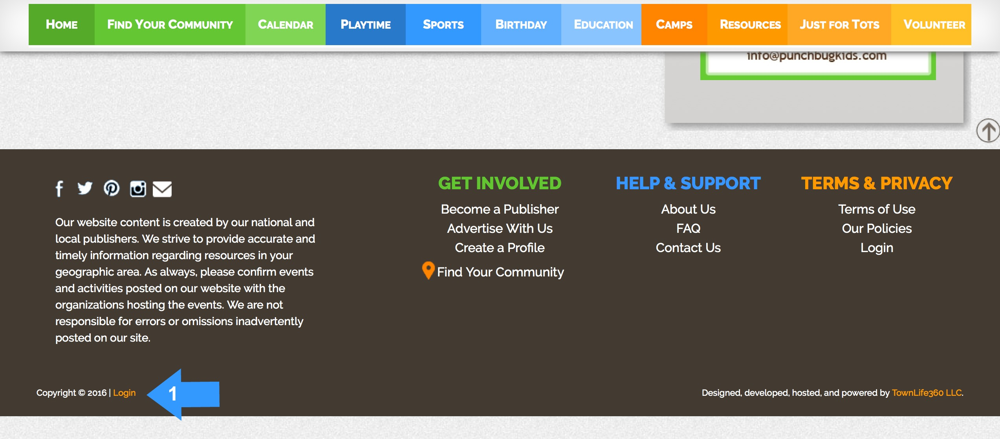 Home Find Your Community Calendar Playtime Sports Birthday Education Camps Resources Just for Tots Volunteer
info@punchbugkids.com
GET INVOLVED
Become a Publisher
Advertise With Us
Create a Profile
Find Your Community
HELP & SUPPORT
About Us
FAQ
Contact Us
TERMS & PRIVACY
Terms of Use
Our Policies
Login
Our website content is created by our national and
local publishers. We strive to provide accurate and
timely information regarding resources in your
geographic area. As always, please confirm events
and activities posted on our website with the
organizations hosting the events. We are not
responsible for errors or omissions inadvertently
posted on our site.
Copyright © 2016 | Login
1
Designed, developed, hosted, and powered by TownLife360 LLC.